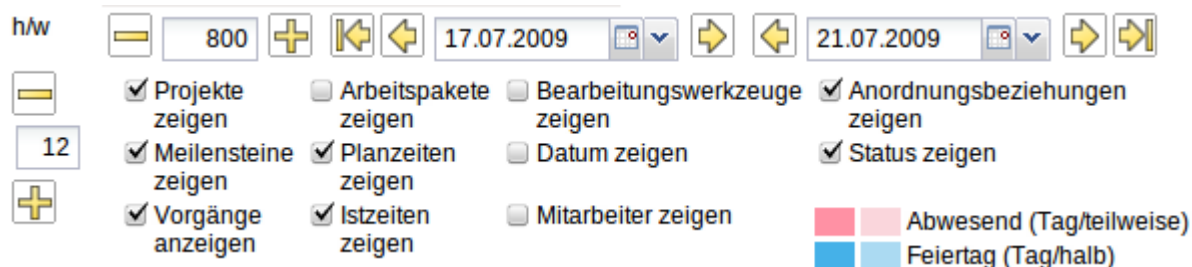 h/w
800
17.07.2009
21.07.2009
12
Projekte
zeigen
Arbeitspakete
zeigen
Bearbeitungswerkzeuge
zeigen
Anordnungsbeziehungen
zeigen
Meilensteine
zeigen
Planzeiten
zeigen
Datum zeigen
Status zeigen
Vorgänge
anzeigen
Istzeiten
zeigen
Mitarbeiter zeigen
Abwesend (Tag/teilweise)
Feiertag (Tag/halb)